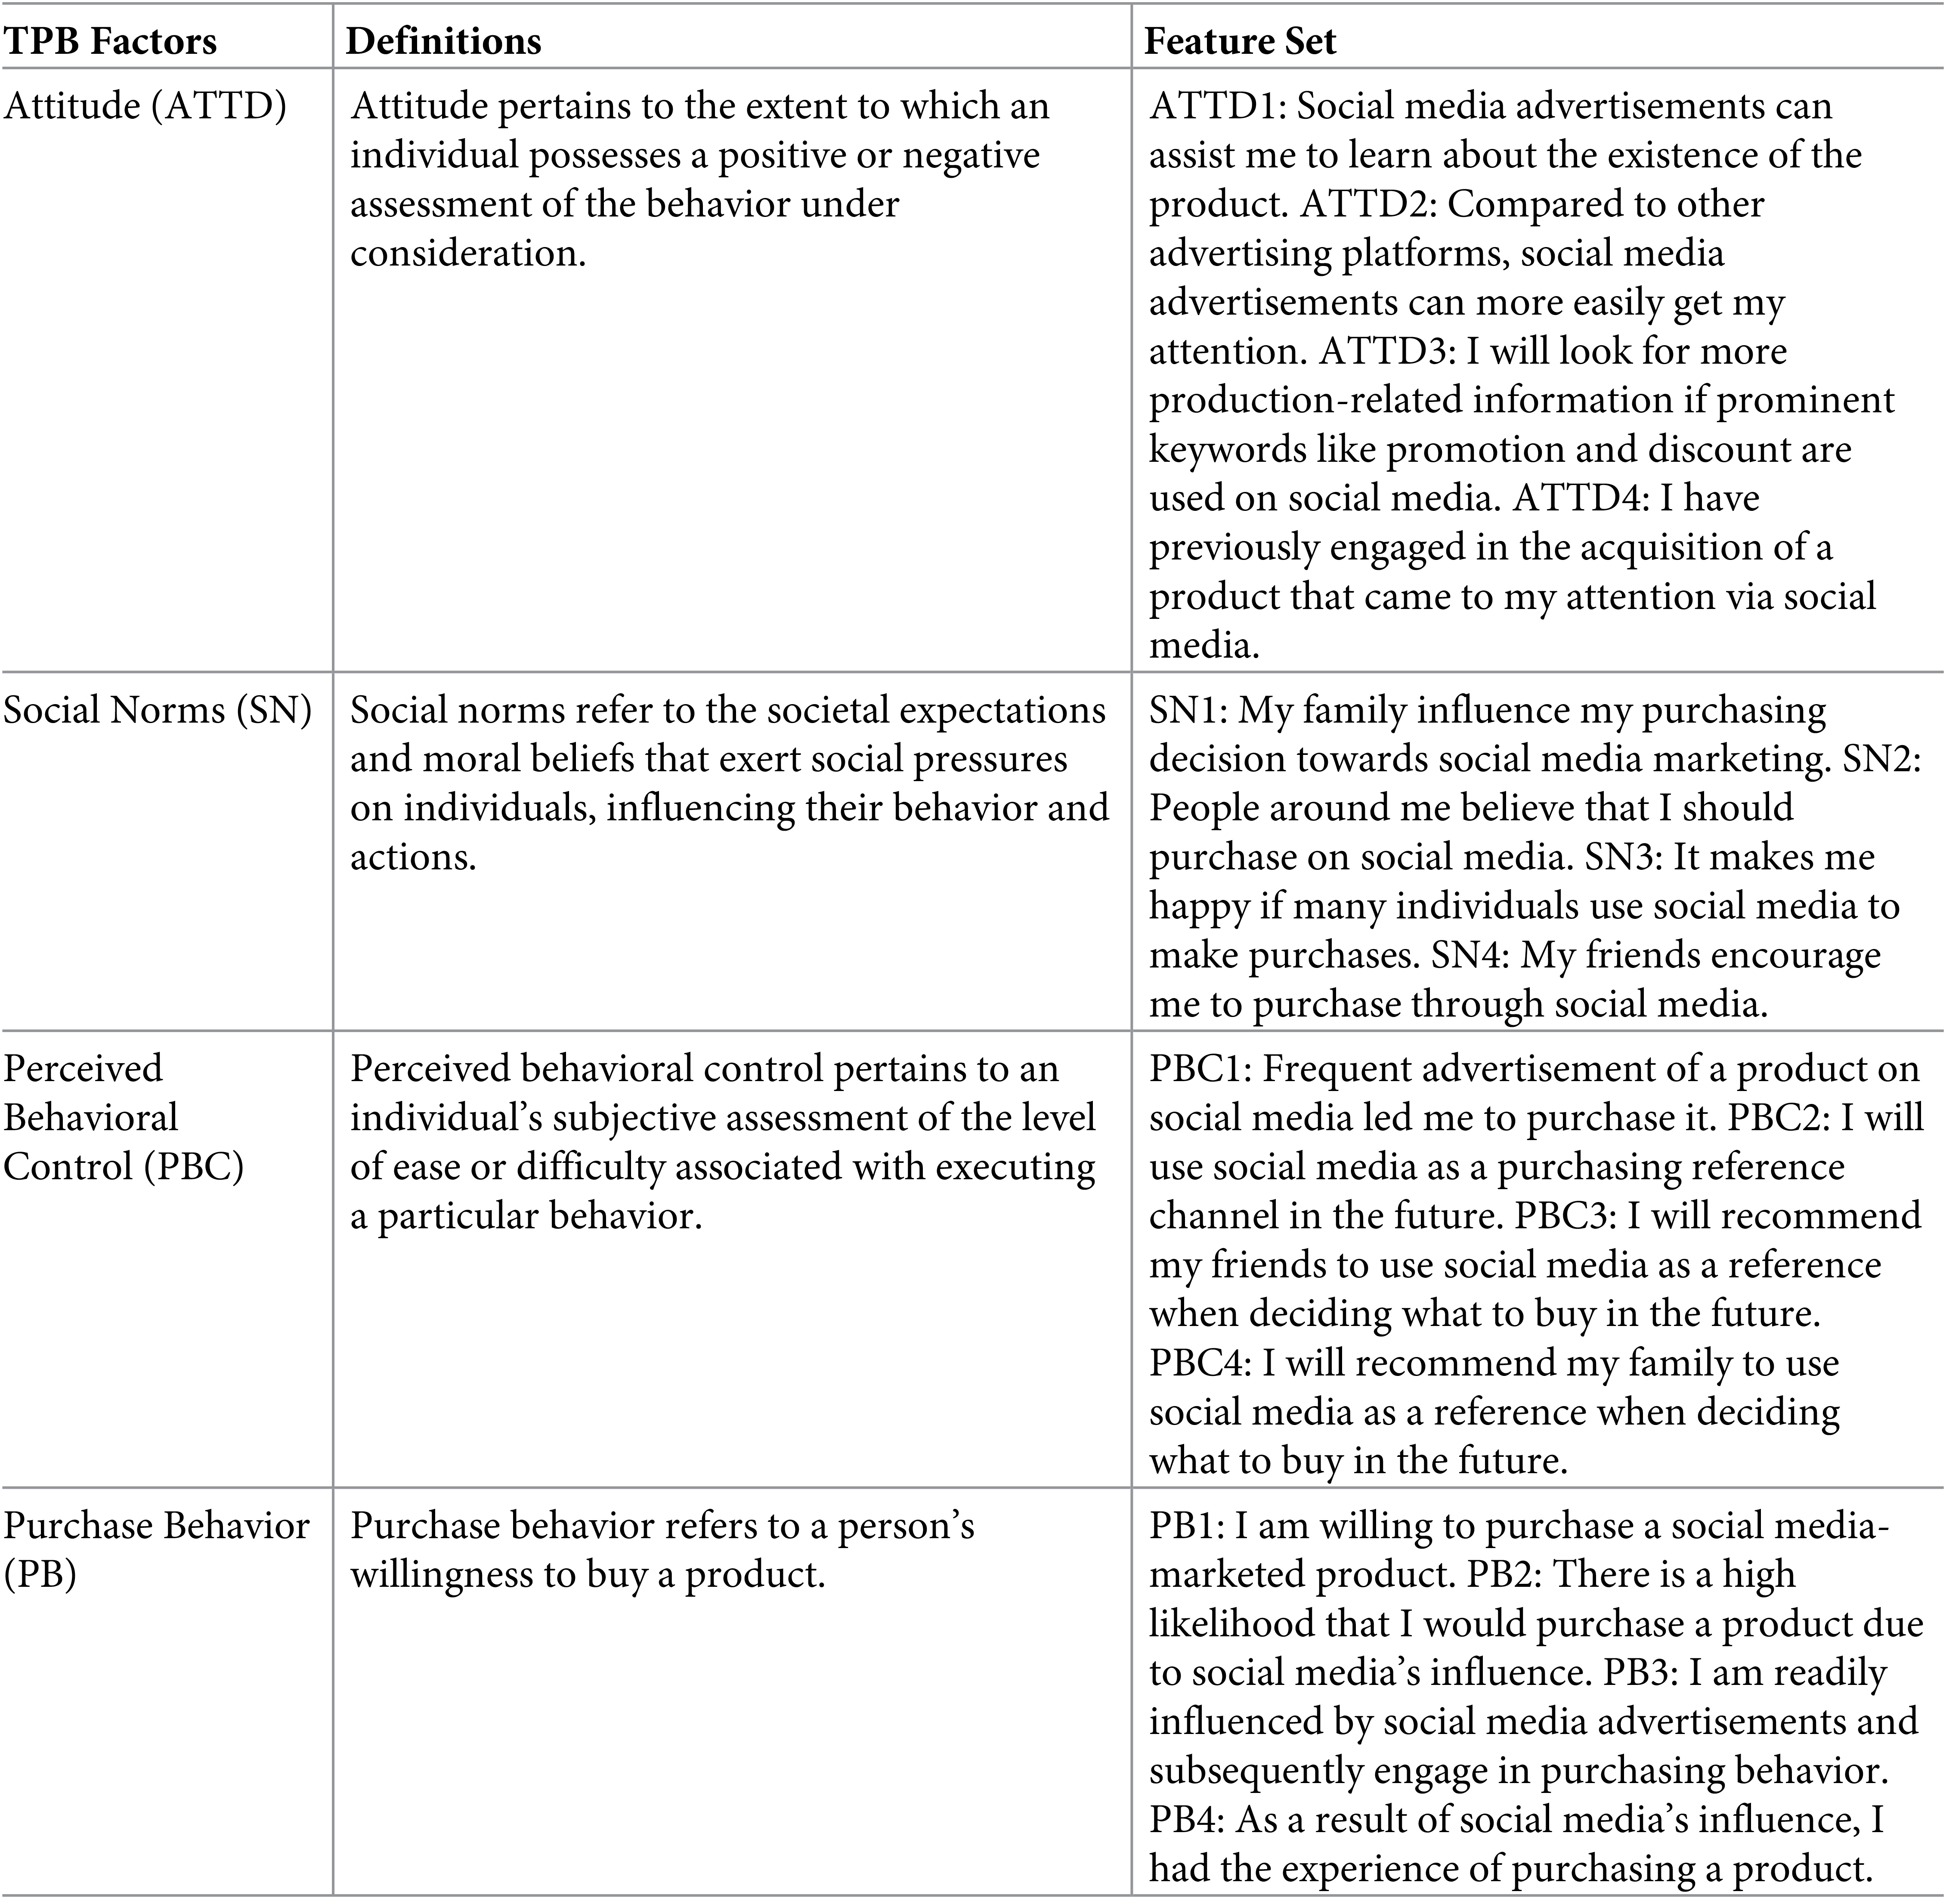 TPB Factors
Definitions
Feature Set
Attitude (ATTD)
Attitude pertains to the extent to which an
individual possesses a positive or negative
assessment of the behavior under
consideration.
ATTD1: Social media advertisements can
assist me to learn about the existence of the
product. ATTD2: Compared to other
advertising platforms, social media
advertisements can more easily get my
attention. ATTD3: I will look for more
production-related information if prominent
keywords like promotion and discount are
used on social media. ATTD4: I have
previously engaged in the acquisition of a
product that came to my attention via social
media.
Social Norms (SN)
Social norms refer to the societal expectations
and moral beliefs that exert social pressures
on individuals, influencing their behavior and
actions.
SN1: My family influence my purchasing
decision towards social media marketing. SN2:
People around me believe that I should
purchase on social media. SN3: It makes me
happy if many individuals use social media to
make purchases. SN4: My friends encourage
me to purchase through social media.
Perceived
Behavioral
Control (PBC)
Perceived behavioral control pertains to an
individual’s subjective assessment of the level
of ease or difficulty associated with executing
a particular behavior.
PBC1: Frequent advertisement of a product on
social media led me to purchase it. PBC2: I will
use social media as a purchasing reference
channel in the future. PBC3: I will recommend
my friends to use social media as a reference
when deciding what to buy in the future.
PBC4: I will recommend my family to use
social media as a reference when deciding
what to buy in the future.
Purchase Behavior
(PB)
Purchase behavior refers to a person’s
willingness to buy a product.
PB1: I am willing to purchase a social media-
marketed product. PB2: There is a high
likelihood that I would purchase a product due
to social media’s influence. PB3: I am readily
influenced by social media advertisements and
subsequently engage in purchasing behavior.
PB4: As a result of social media’s influence, I
had the experience of purchasing a product.